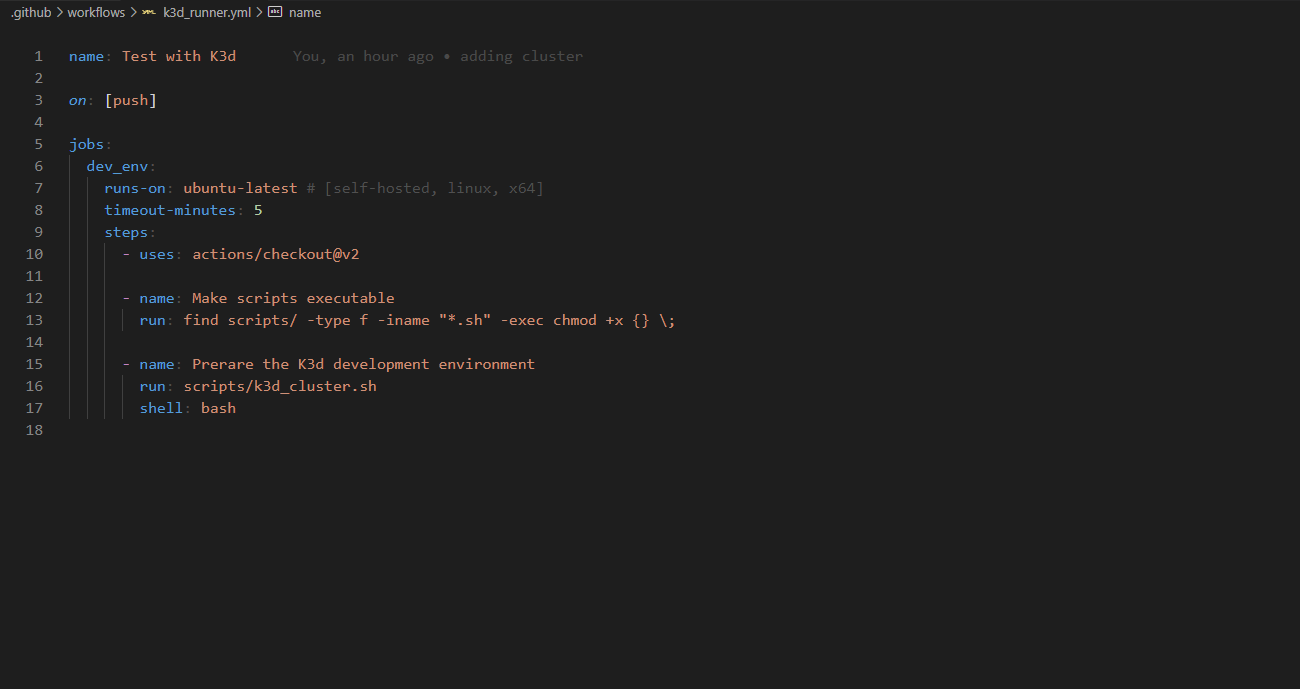 .github > workflows > YAML k3d_runner.yml > abc name
1 name: Test with K3d You, an hour ago • adding cluster
2
3 on: [push]
4
5 jobs:
6 dev_env:
7 runs-on: ubuntu-latest # [self-hosted, linux, x64]
8 timeout-minutes: 5
9 steps:
10 - uses: actions/checkout@v2
11
12 - name: Make scripts executable
13 run: find scripts/ -type f -iname "*.sh" -exec chmod +x {} \;
14
15 - name: Prerare the K3d development environment
16 run: scripts/k3d_cluster.sh
17 shell: bash
18